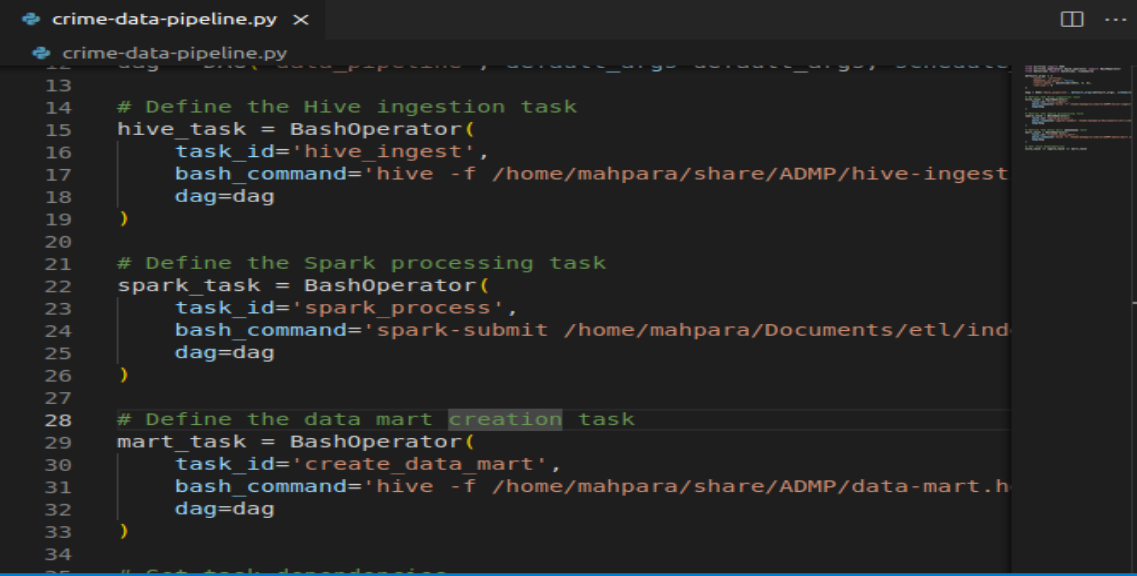 crime-data-pipeline.py ×
crime-data-pipeline.py
13
14 # Define the Hive ingestion task
15 hive_task = BashOperator(
16     task_id='hive_ingest',
17     bash_command='hive -f /home/mahpara/share/ADMP/hive-ingest
18     dag=dag
19 )
20
21 # Define the Spark processing task
22 spark_task = BashOperator(
23     task_id='spark_process',
24     bash_command='spark-submit /home/mahpara/Documents/etl/ind
25     dag=dag
26 )
27
28 # Define the data mart creation task
29 mart_task = BashOperator(
30     task_id='create_data_mart',
31     bash_command='hive -f /home/mahpara/share/ADMP/data-mart.h
32     dag=dag
33 )
34